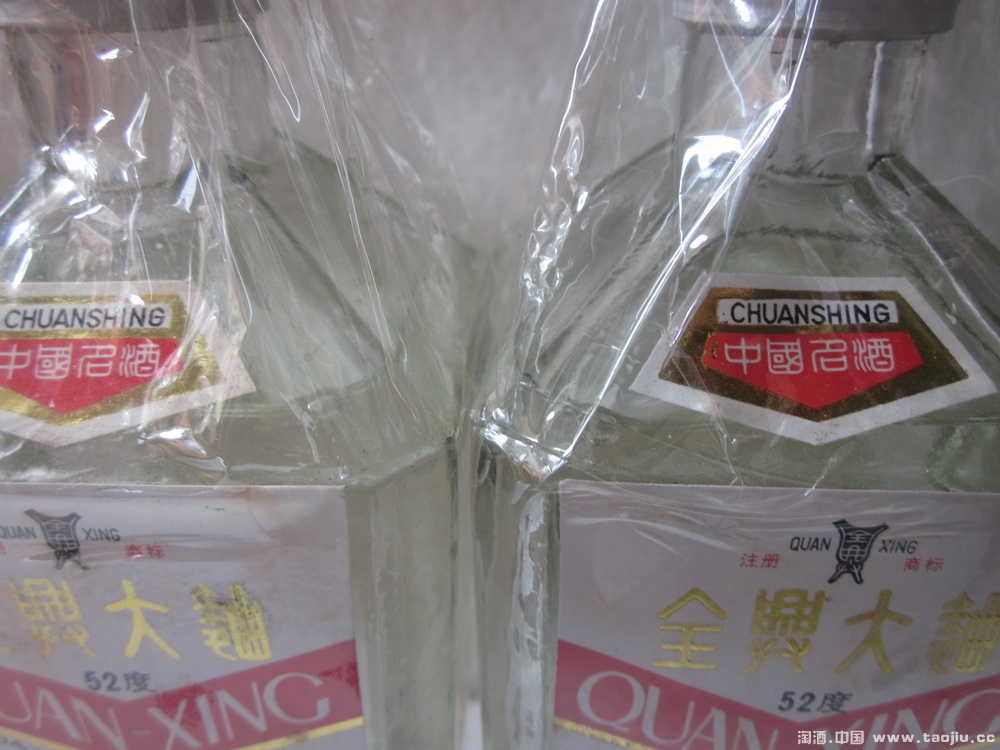 CHUANSHING
中國名酒
QUAN XING
商标
興大麯
52度
UAN-XING
CHUANSHING
中國名酒
QUAN XING
注册 商标
全興大麯
52度
QUAN-XING
淘酒.中国 www.taojiu.cc